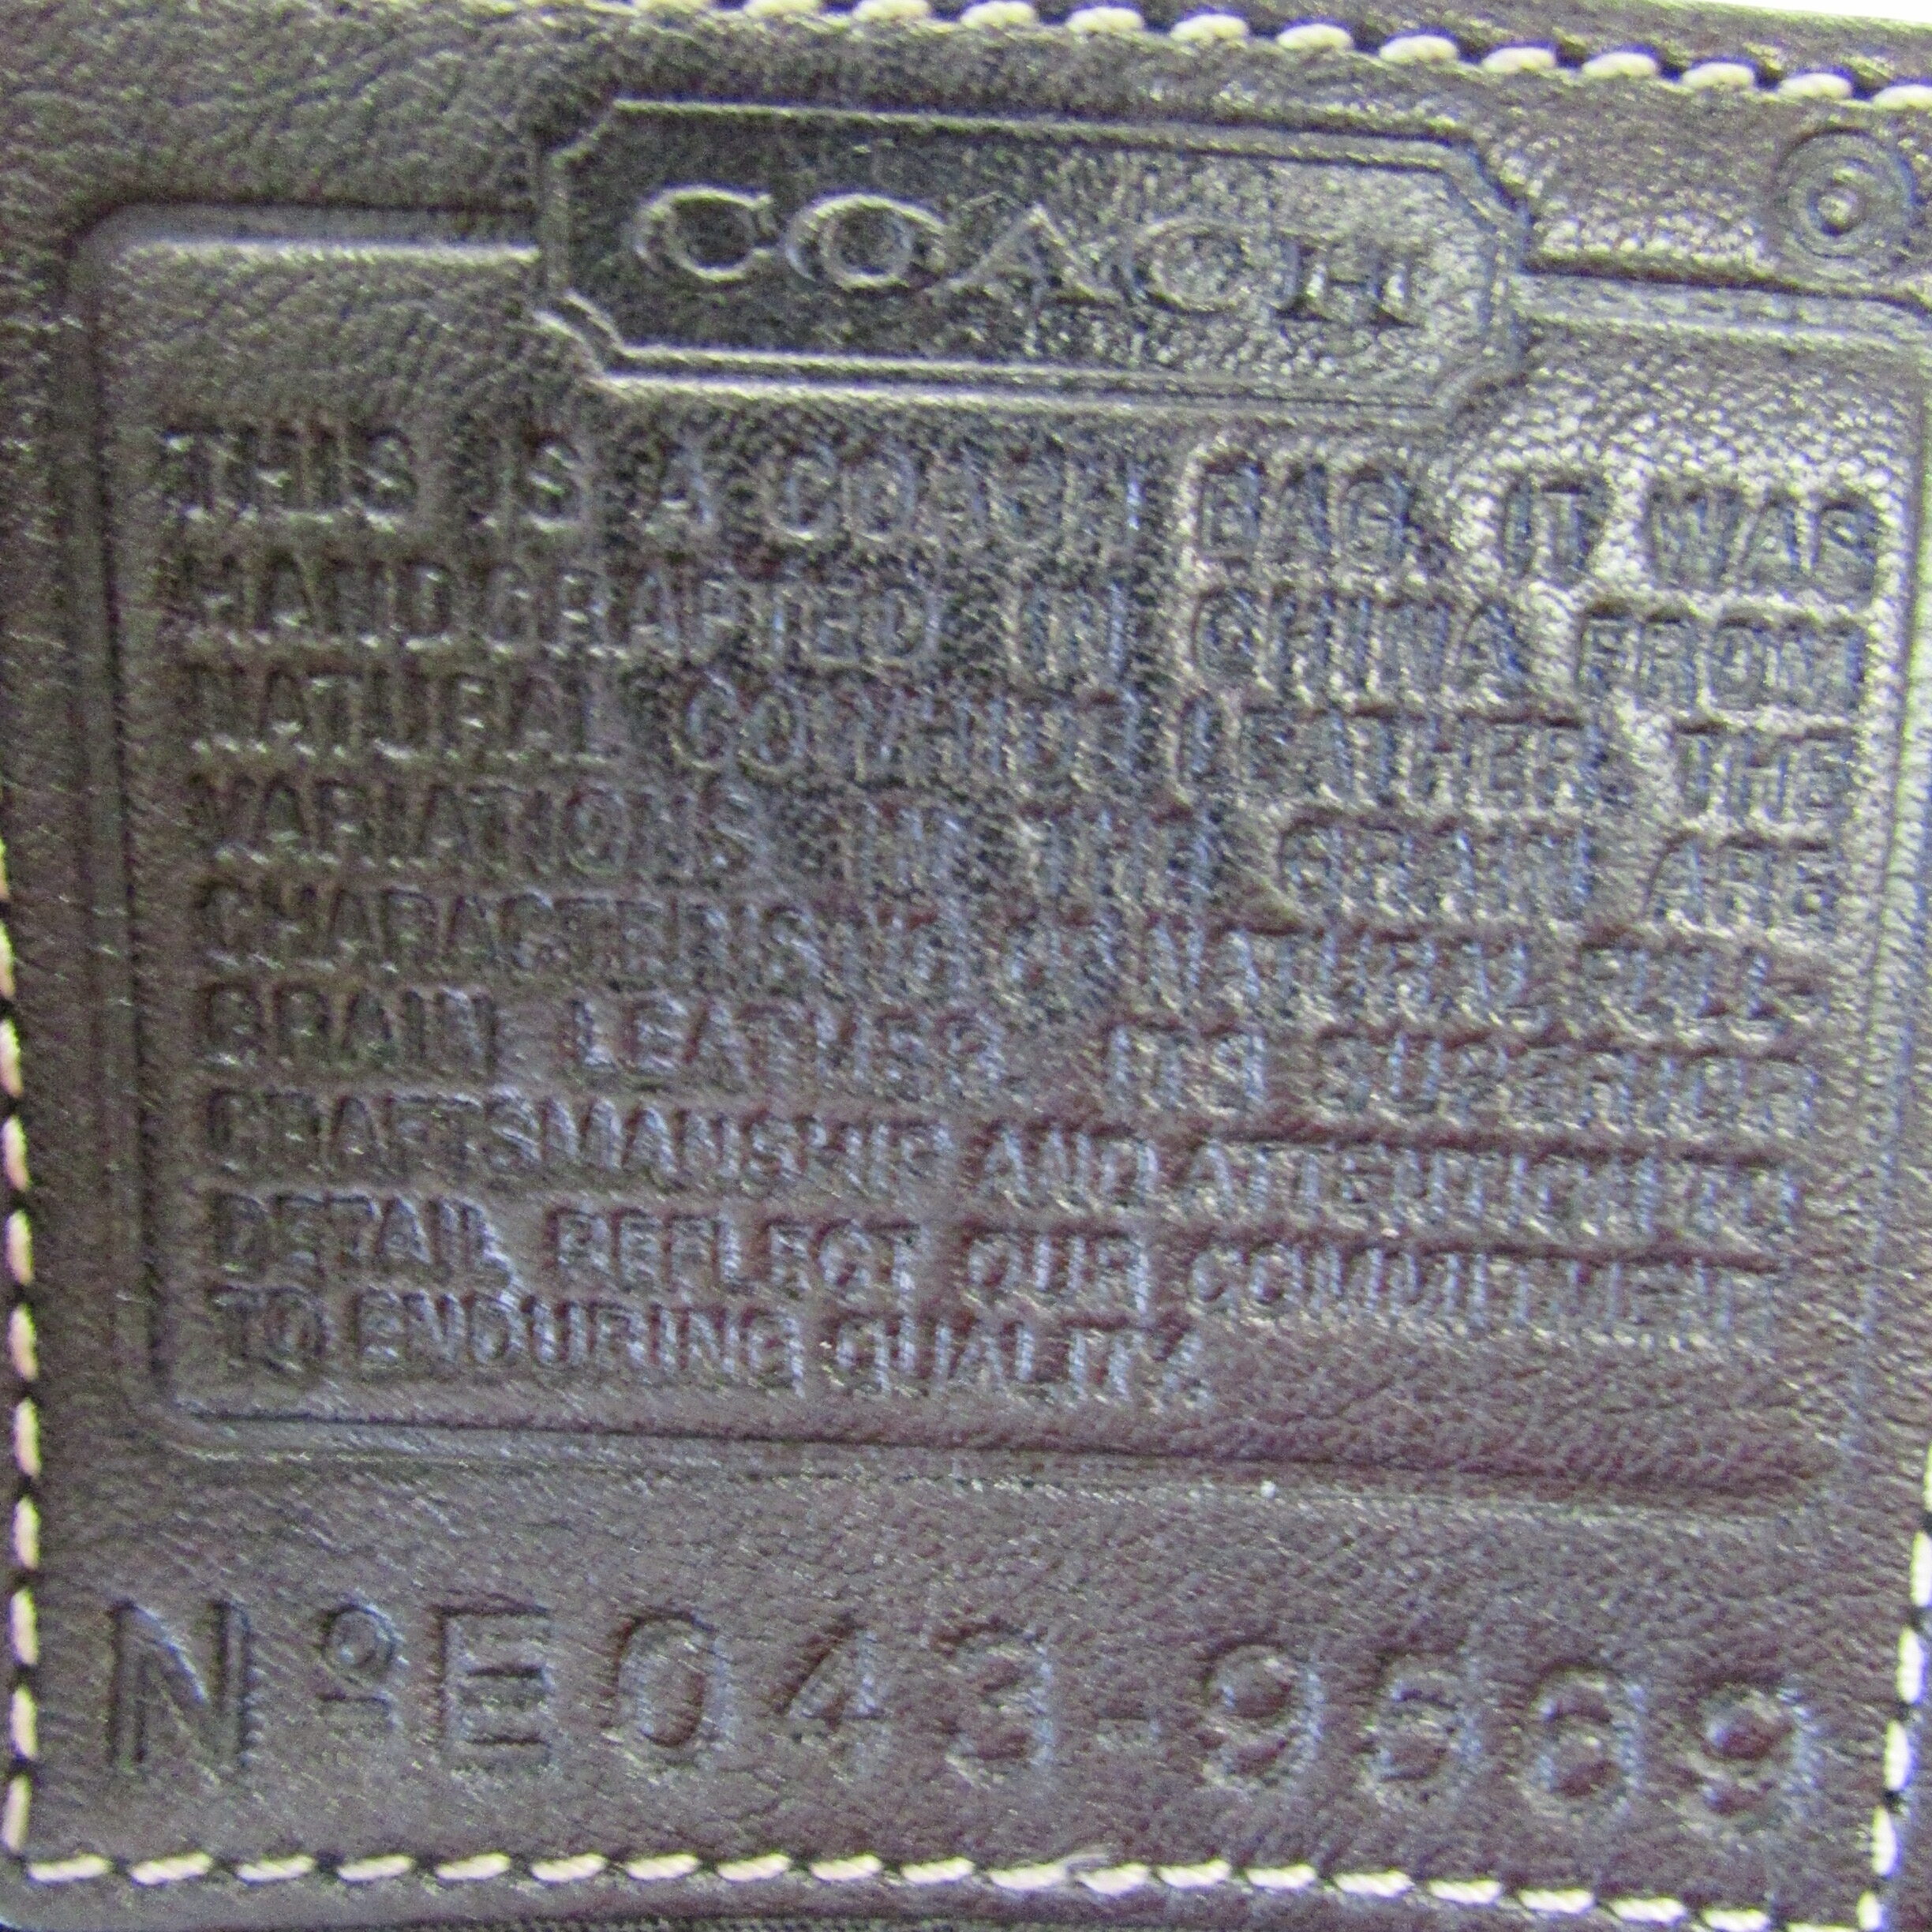 COACH
THIS IS A COACH BAG. IT WAS
HANDCRAFTED IN CHINA FROM
NATURAL COWHIDE LEATHER. THE
VARIATIONS IN THE GRAIN ARE
CHARACTERISTIC OF NATURAL FULL-
GRAIN LEATHER. ITS SUPERIOR
CRAFTSMANSHIP AND ATTENTION TO
DETAIL REFLECT OUR COMMITMENT
TO ENDURING QUALITY.
Nº E043-9669